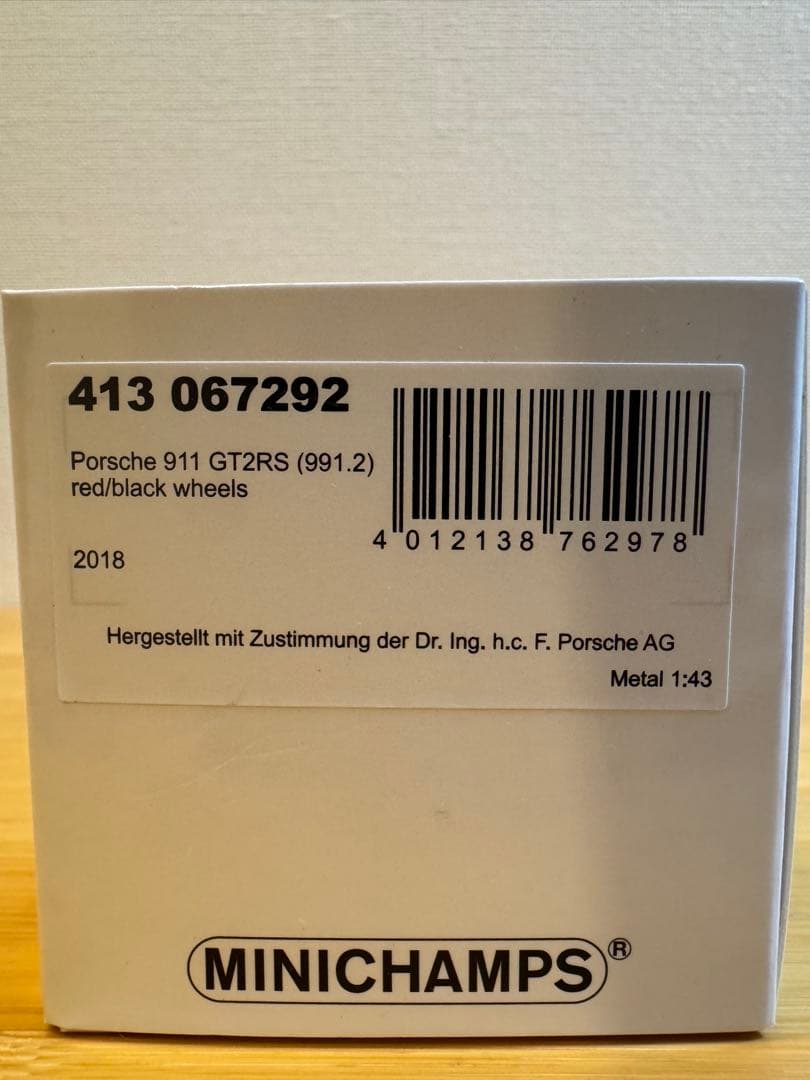 413 067292
Porsche 911 GT2RS (991.2)
red/black wheels
2018
4 012138 762978
Hergestellt mit Zustimmung der Dr. Ing. h.c. F. Porsche AG
Metal 1:43
MINICHAMPS®